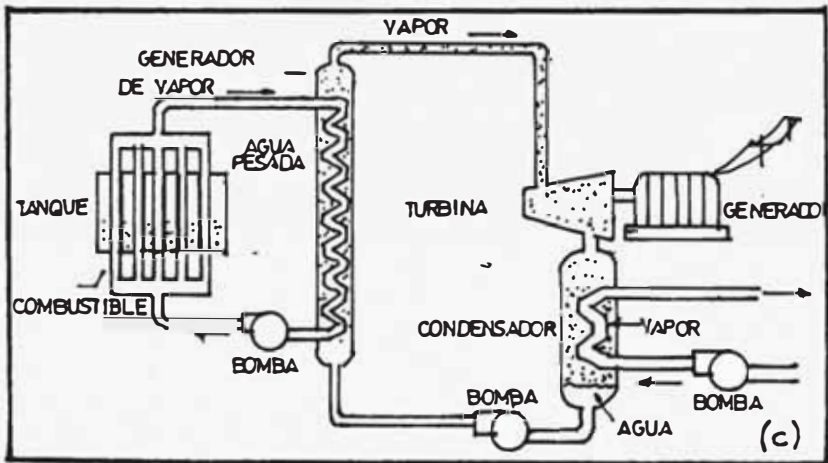 VAPOR
GENERADOR
DE VAPOR
AGUA
PESADA
TANQUE
TURBINA
GENERADO
COMBUSTIBLE
BOMBA
CONDENSADOR
VAPOR
BOMBA
BOMBA
AGUA
(c)